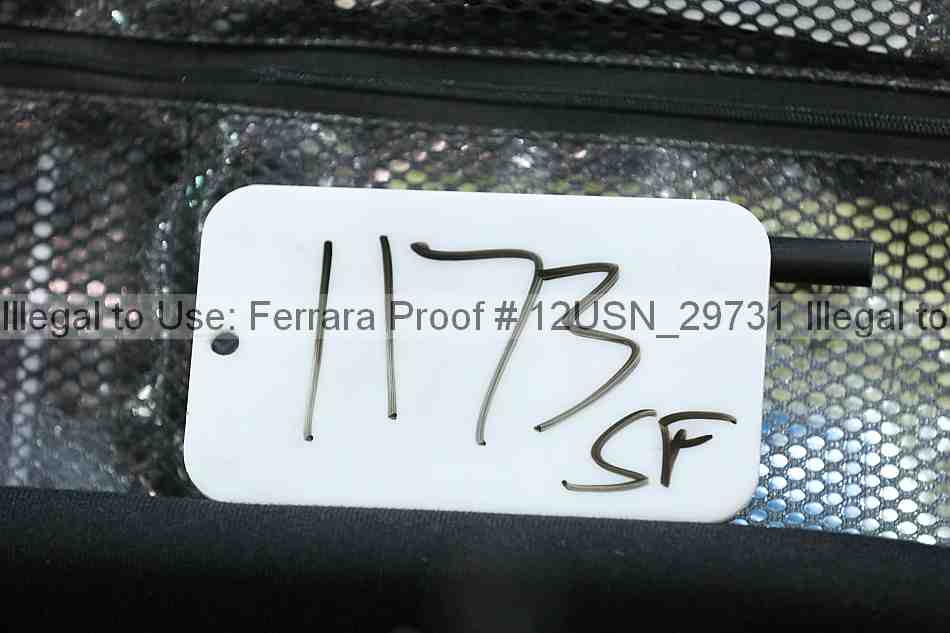 1173
Illegal to Use: Ferrara Proof # 12USN_29731 Illegal to
SF